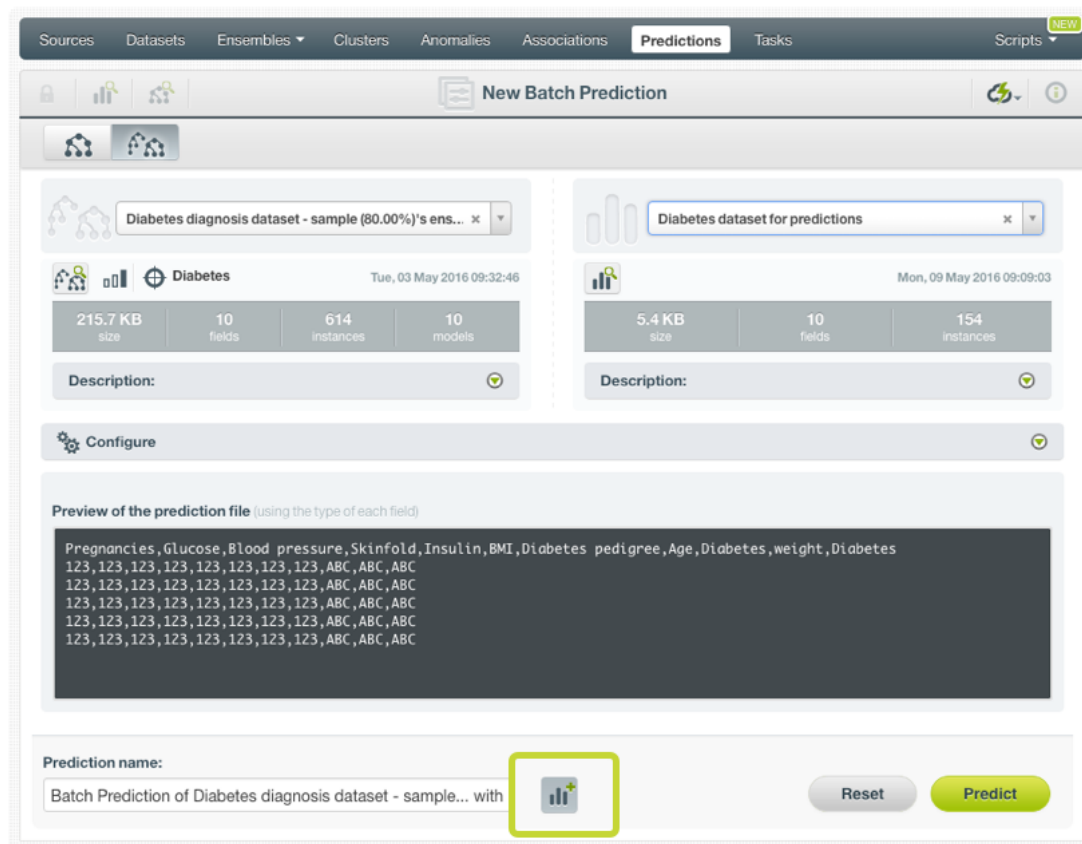 Sources Datasets Ensembles Clusters Anomalies Associations Predictions Tasks Scripts NEW
New Batch Prediction
Diabetes diagnosis dataset - sample (80.00%)'s ens... × Diabetes dataset for predictions ×
Diabetes Tue, 03 May 2016 09:32:46 Mon, 09 May 2016 09:09:03
215.7 KB 10 614 10 5.4 KB 10 154
size fields instances models size fields instances
Description: Description:
Configure
Preview of the prediction file (using the type of each field)
Pregnancies,Glucose,Blood pressure,Skinfold,Insulin,BMI,Diabetes pedigree,Age,Diabetes,weight,Diabetes
123,123,123,123,123,123,123,123,ABC,ABC,ABC
123,123,123,123,123,123,123,123,ABC,ABC,ABC
123,123,123,123,123,123,123,123,ABC,ABC,ABC
123,123,123,123,123,123,123,123,ABC,ABC,ABC
123,123,123,123,123,123,123,123,ABC,ABC,ABC
Prediction name:
Batch Prediction of Diabetes diagnosis dataset - sample... with Reset Predict